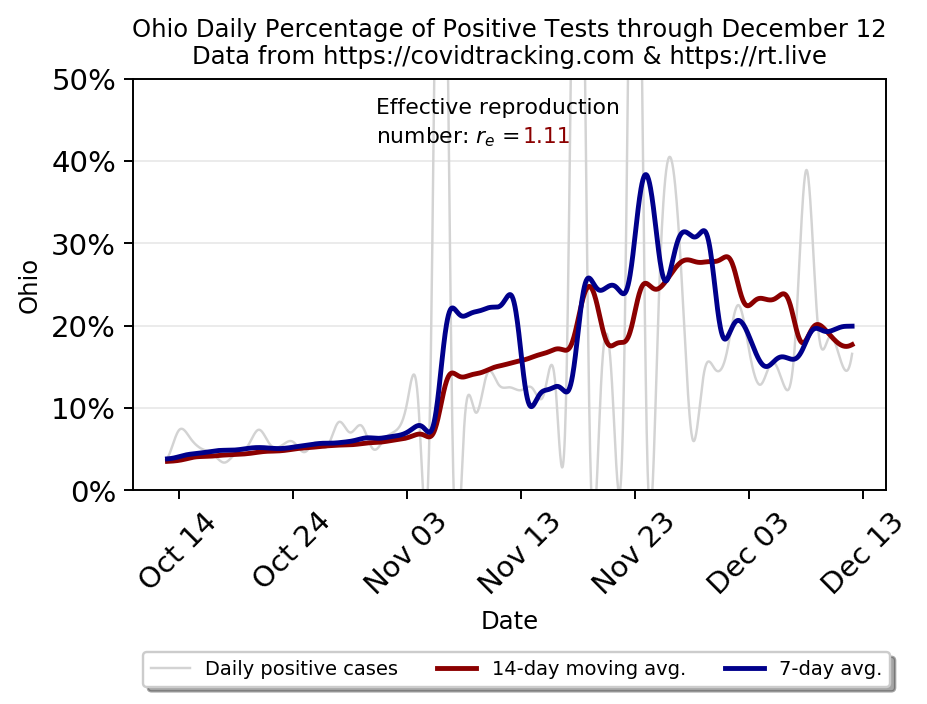 Ohio Daily Percentage of Positive Tests through December 12
Data from https://covidtracking.com & https://rt.live
50%
40%
30%
20%
10%
0%
Ohio
Effective reproduction
number: rₑ = 1.11
Oct 14
Oct 24
Nov 03
Nov 13
Nov 23
Dec 03
Dec 13
Date
Daily positive cases
14-day moving avg.
7-day avg.